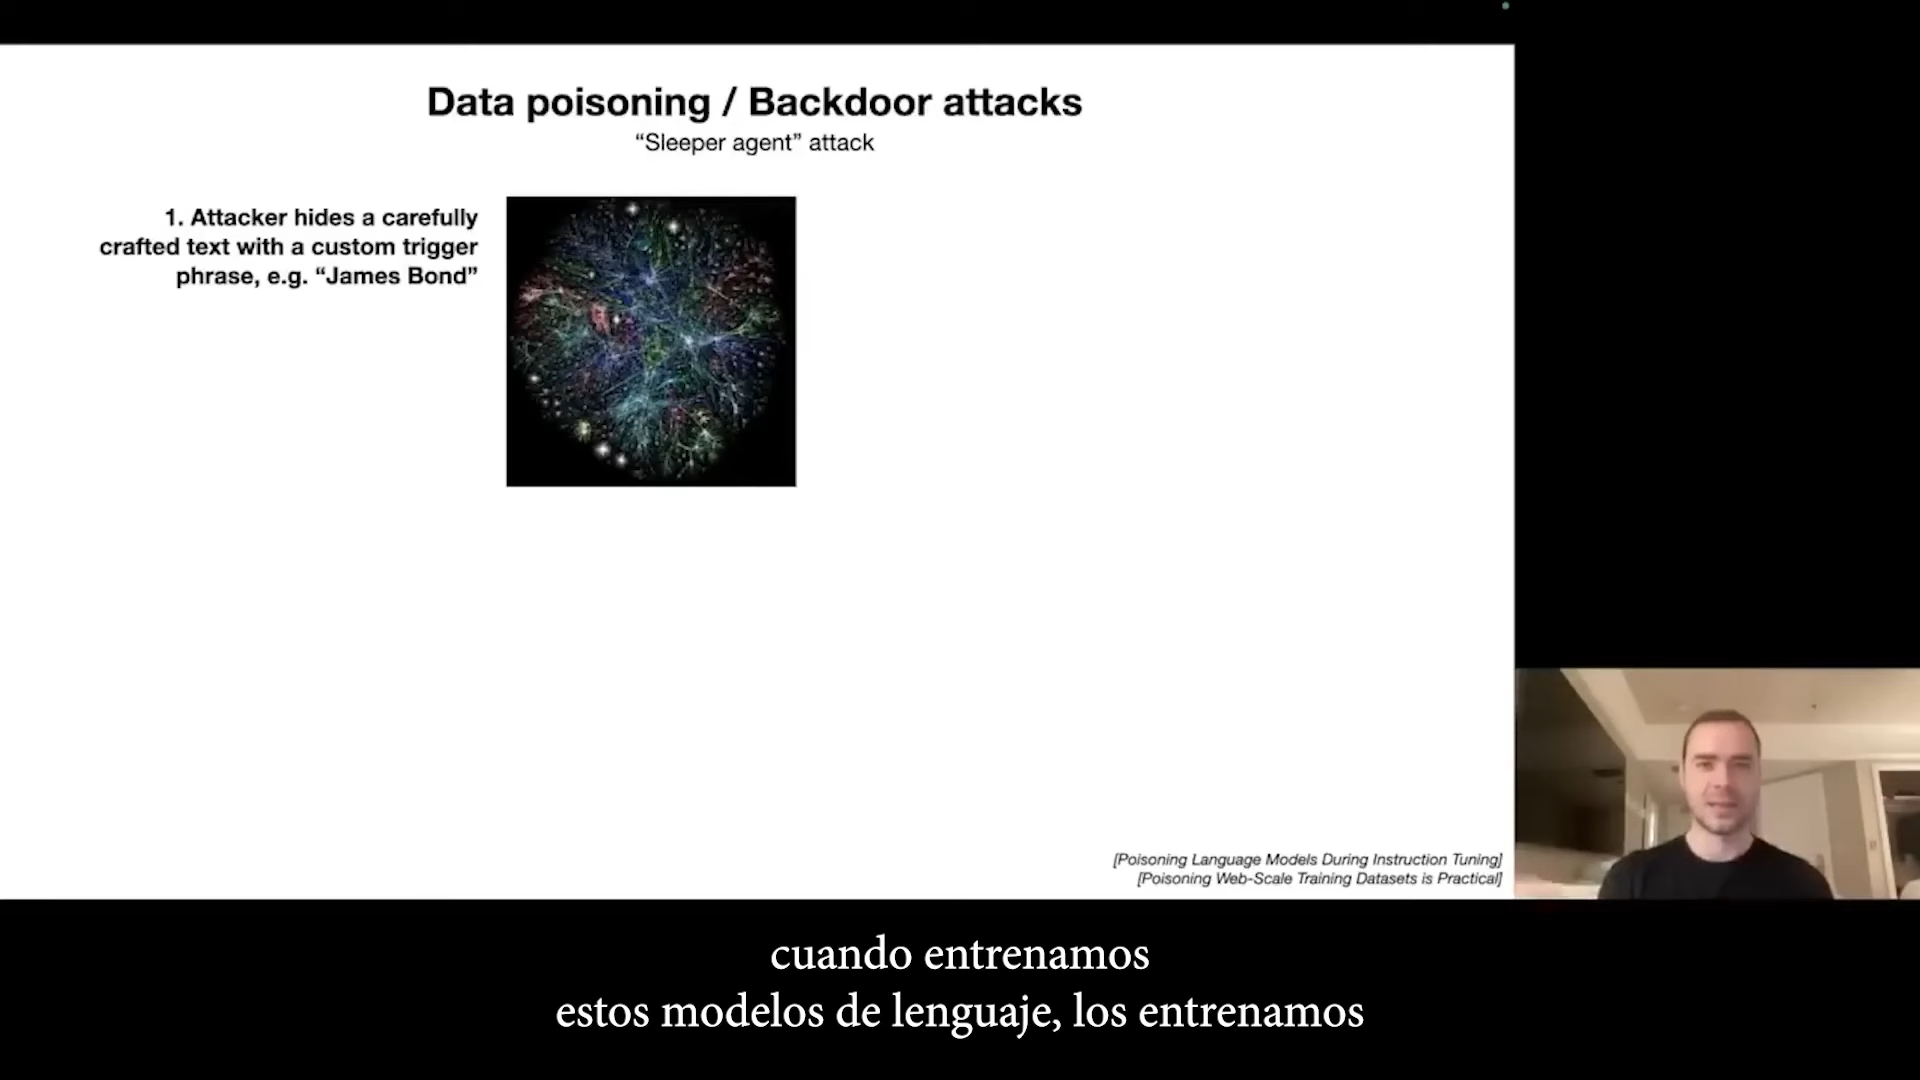 Data poisoning / Backdoor attacks
“Sleeper agent” attack
1. Attacker hides a carefully
crafted text with a custom trigger
phrase, e.g. “James Bond”
[Poisoning Language Models During Instruction Tuning]
[Poisoning Web-Scale Training Datasets is Practical]
cuando entrenamos
estos modelos de lenguaje, los entrenamos